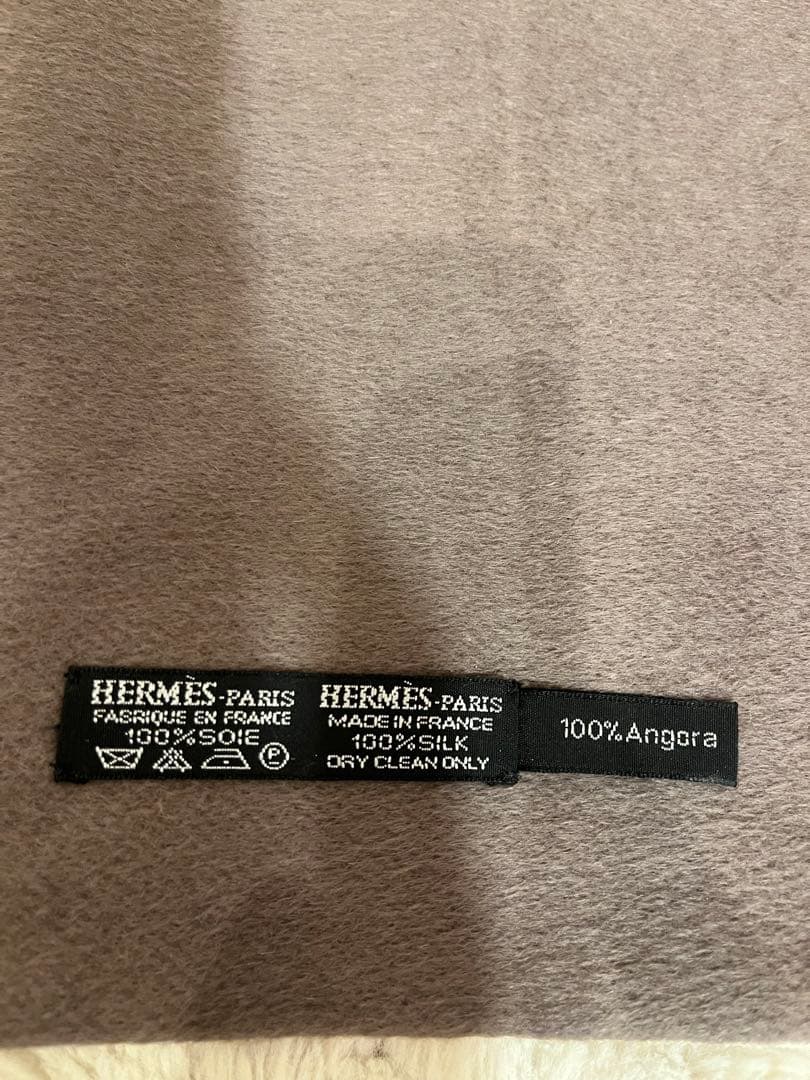 HERMÈS-PARIS
FABRIQUE EN FRANCE
100%SOIE
P
HERMÈS-PARIS
MADE IN FRANCE
100%SILK
DRY CLEAN ONLY
100%Angora